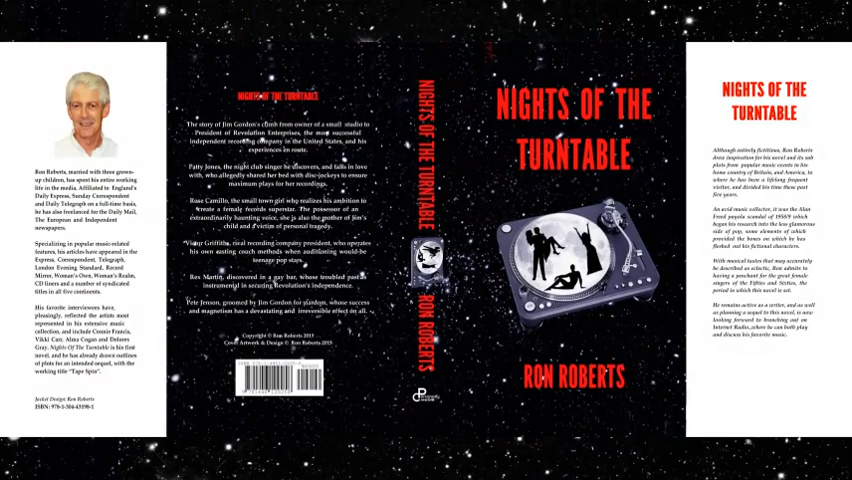 Ron Roberts, married with three grown-
up children, has spent his entire working
life in the media. Affiliated to England's
Daily Express, Sunday Correspondent
and Daily Telegraph on a full-time basis,
he has also freelanced for the Daily Mail,
The European and Independent
newspapers.
Specializing in popular music-related
features, his articles have appeared in the
Express, Correspondent, Telegraph,
London Evening Standard, Record
Mirror, Woman's Own, Woman's Realm,
CD liners and a number of syndicated
titles in all five continents.
His favorite interviewees have,
pleasingly, reflected the artists most
represented in his extensive music
collection, and include Connie Francis,
Vikki Carr, Alma Cogan and Delores
Gray. Nights Of The Turntable is his first
novel, and he has already drawn outlines
of plots for an intended sequel, with the
working title "Tape Spin".
Jacket Design: Ron Roberts
NIGHTS OF THE TURNTABLE
The story of Jim Gordon's climb from owner of a small studio to
President of Revolution Enterprises, the most successful
independent recording company in the United States, and his
experiences en route.
Patty Jones, the night club singer he discovers, and falls in love
with, who allegedly shared her bed with disc-jockeys to ensure
maximum plays for her recordings.
Rose Camillo, the small town girl who realizes his ambition to
create a female records superstar. The possessor of an
extraordinarily haunting voice, she is also the mother of Jim's
child and victim of personal tragedy.
Victor Griffiths, rival recording company president, who operates
his own casting couch methods when auditioning would-be
teenage pop stars.
Rex Martin, discovered in a gay bar, whose troubled past is
instrumental in securing Revolution's independence.
Pete Jenson, groomed by Jim Gordon for stardom, whose success
and magnetism has a devastating and irreversible effect on all.
Copyright © Ron Roberts 2015
Cover Artwork & Design © Ron Roberts 2015
NIGHTS OF THE TURNTABLE
RON ROBERTS
NIGHTS OF THE
TURNTABLE
RON ROBERTS
NIGHTS OF THE
TURNTABLE
Although entirely fictitious, Ron Roberts
drew inspiration for his novel and its sub
plots from popular music events in his
home country of Britain, and America, to
where he has been a lifelong frequent
visitor, and divided his time these past
five years.
An avid music collector, it was the Alan
Freed payola scandal of 1958/9 which
began his research into the less glamorous
side of pop, some elements of which
provided the bones on which he has
fleshed out his fictional characters.
With musical tastes that may accurately
be described as eclectic, Ron admits to
having a penchant for the great female
singers of the Fifties and Sixties, the
period in which this novel is set.
He remains active as a writer, and as well
as planning a sequel to this novel, is now
looking forward to branching out on
Internet Radio, where he can both play
and discuss his favorite music.